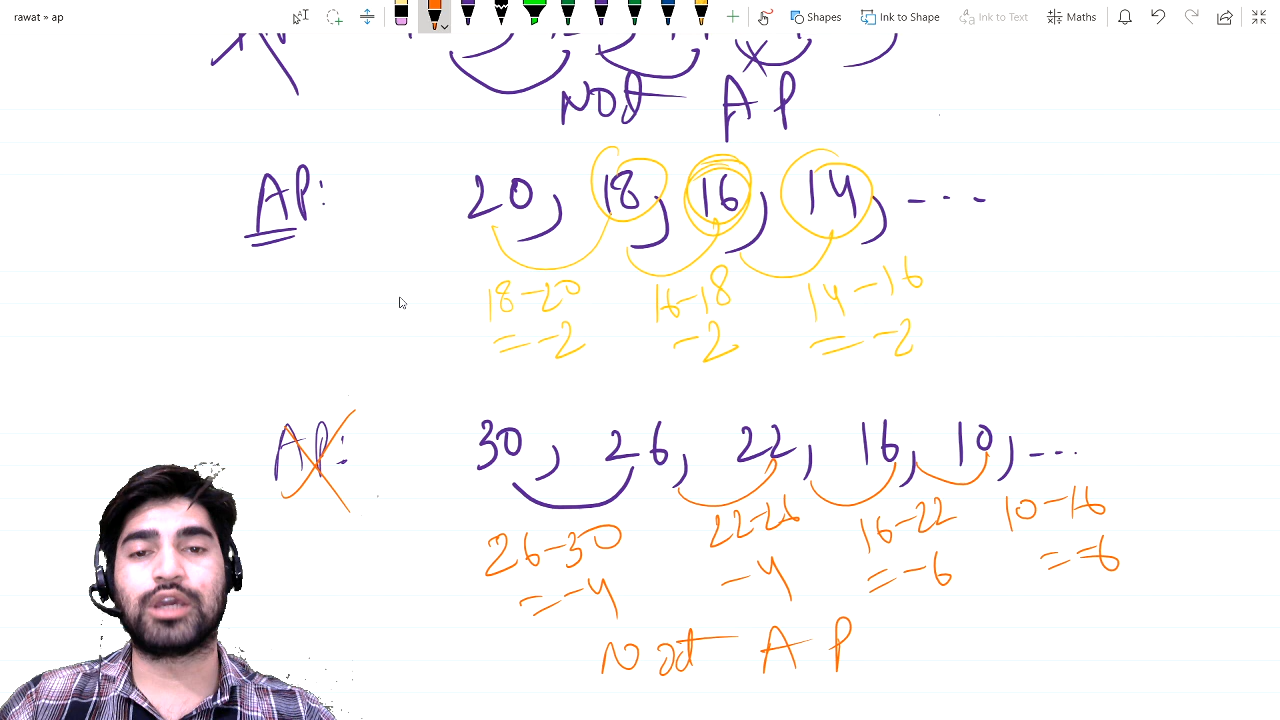 rawat » ap
Shapes Ink to Shape Ink to Text Maths
Not AP
AP: 20, 18, 16, 14, ---
18-20 16-18 14-16
=-2 -2 =-2
AP: 30, 26, 22, 16, 10, ...
26-30 22-26 16-22 10-16
=-4 -4 =-6 =-6
Not AP